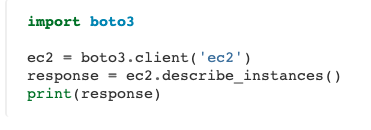 import boto3
ec2 = boto3.client('ec2')
response = ec2.describe_instances()
print(response)